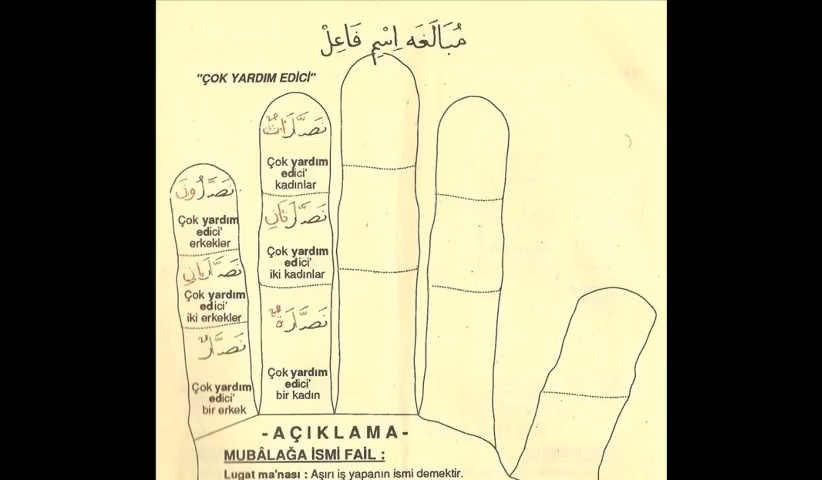 مُبَالَغَه اِسْمِ فَاعِلْ
"ÇOK YARDIM EDİCİ"
نَصَّارُونَ
Çok yardım
edici'
erkekler
نَصَّارَانِ
Çok yardım
edici'
iki erkekler
نَصَّارٌ
Çok yardım
edici'
bir erkek
نَصَّارَاتٌ
Çok yardım
edici'
kadınlar
نَصَّارَتَانِ
Çok yardım
edici'
iki kadınlar
نَصَّارَةٌ
Çok yardım
edici'
bir kadın
-AÇIKLAMA-
MUBÂLAĞA İSMİ FAİL :
Lugat ma'nası : Aşırı iş yapanın ismi demektir.